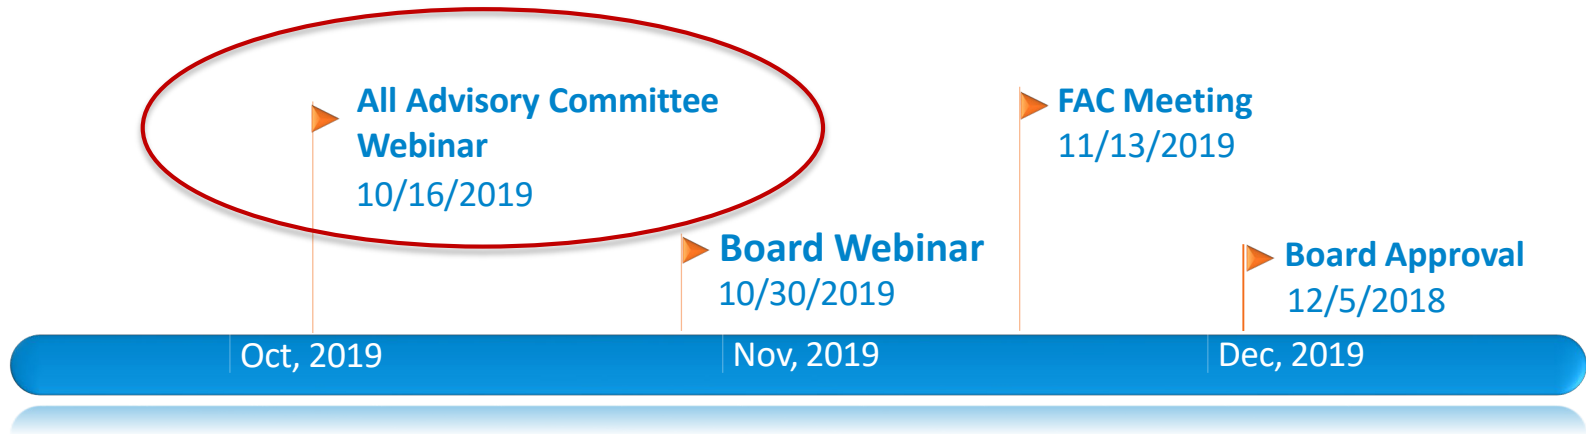 All Advisory Committee
Webinar
10/16/2019
FAC Meeting
11/13/2019
Board Webinar
10/30/2019
Board Approval
12/5/2018
Oct, 2019
Nov, 2019
Dec, 2019